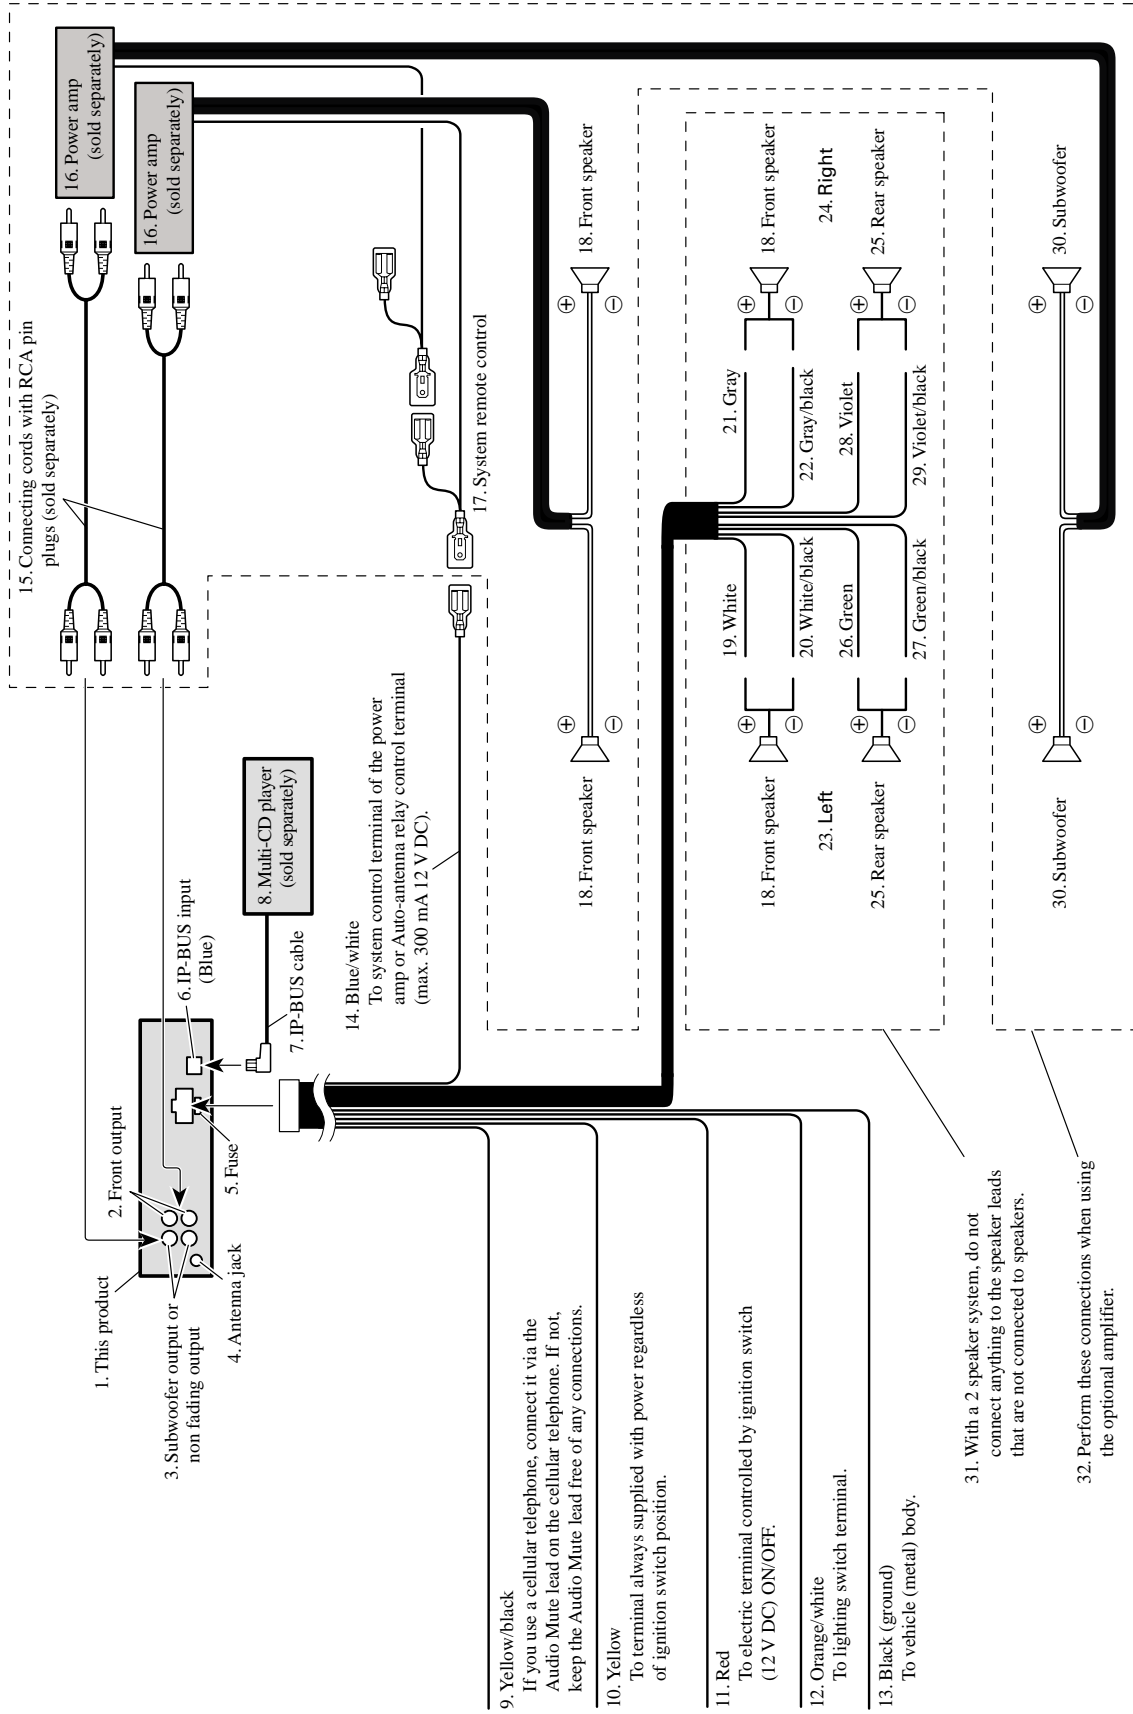 1. This product
2. Front output
3. Subwoofer output or
non fading output
4. Antenna jack
5. Fuse
6. IP-BUS input
(Blue)
7. IP-BUS cable
8. Multi-CD player
(sold separately)
9. Yellow/black
If you use a cellular telephone, connect it via the
Audio Mute lead on the cellular telephone. If not,
keep the Audio Mute lead free of any connections.
10. Yellow
To terminal always supplied with power regardless
of ignition switch position.
11. Red
To electric terminal controlled by ignition switch
(12 V DC) ON/OFF.
12. Orange/white
To lighting switch terminal.
13. Black (ground)
To vehicle (metal) body.
14. Blue/white
To system control terminal of the power
amp or Auto-antenna relay control terminal
(max. 300 mA 12 V DC).
15. Connecting cords with RCA pin
plugs (sold separately)
16. Power amp
(sold separately)
16. Power amp
(sold separately)
17. System remote control
18. Front speaker
⊕
⊖
⊕
⊖
18. Front speaker
18. Front speaker
⊕
⊖
19. White
20. White/black
21. Gray
22. Gray/black
⊕
⊖
18. Front speaker
23. Left
24. Right
25. Rear speaker
⊕
⊖
26. Green
27. Green/black
28. Violet
29. Violet/black
⊕
⊖
25. Rear speaker
30. Subwoofer
⊕
⊖
⊕
⊖
30. Subwoofer
31. With a 2 speaker system, do not
connect anything to the speaker leads
that are not connected to speakers.
32. Perform these connections when using
the optional amplifier.